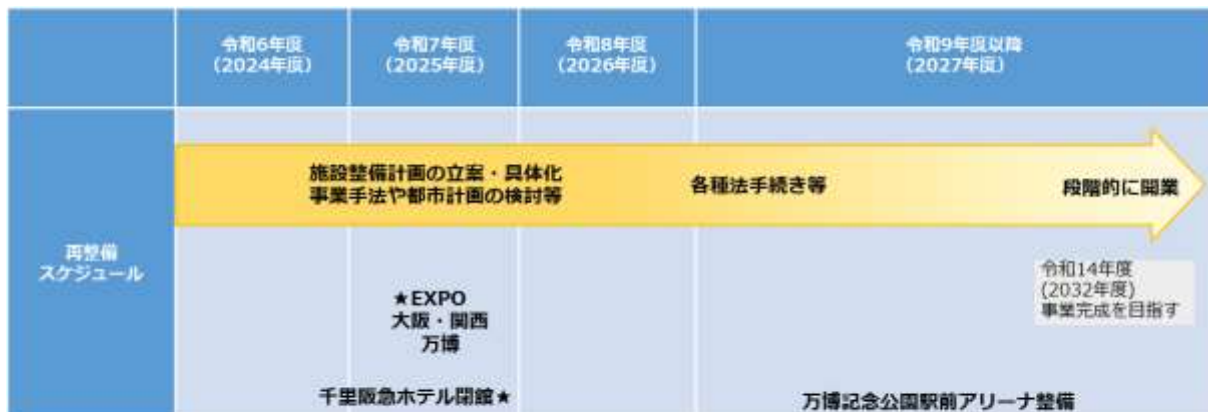 令和6年度
(2024年度)
令和7年度
(2025年度)
令和8年度
(2026年度)
令和9年度以降
(2027年度)
再整備
スケジュール
施設整備計画の立案・具体化
事業手法や都市計画の検討等
各種法手続き等
段階的に開業
令和14年度
(2032年度)
事業完成を目指す
★EXPO
大阪・関西
万博
千里阪急ホテル閉館★
万博記念公園駅前アリーナ整備